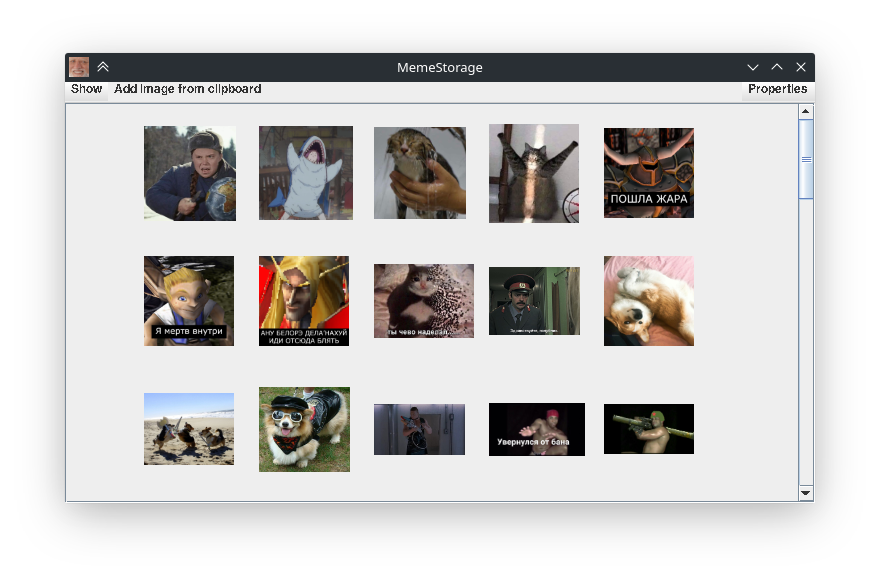 MemeStorage
Show Add image from clipboard Properties
ПОШЛА ЖАРА
Я мертв внутри
АНУ БЕЛОРЭ ДЕЛА'НАХУЙ
ИДИ ОТСЮДА БЛЯТЬ
ты чево наделал
Увернулся от бана